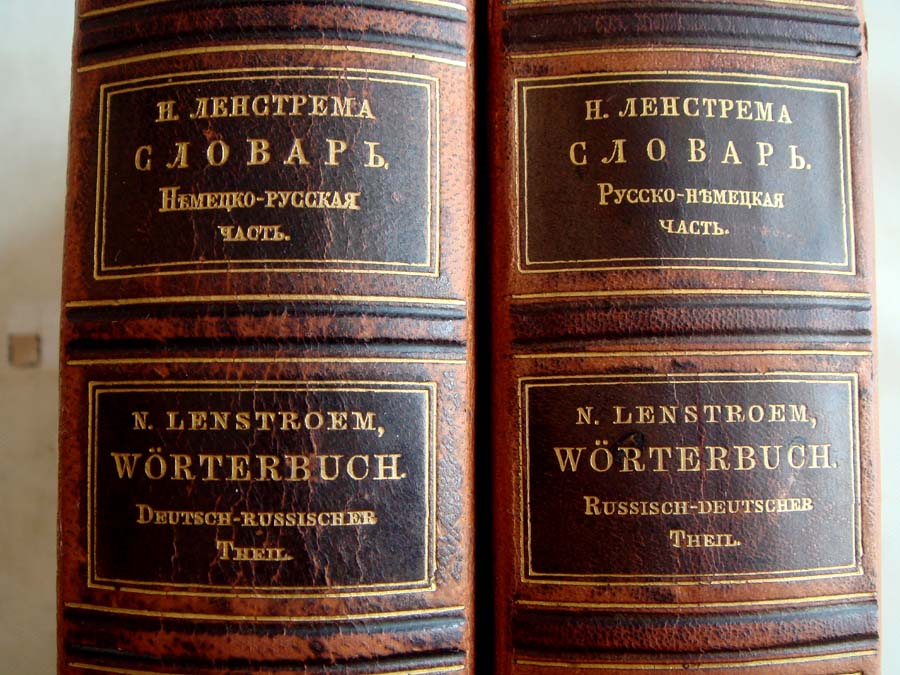 Н. ЛЕНСТРЕМА
СЛОВАРЬ.
НѢМЕЦКО-РУССКАЯ
ЧАСТЬ.
N. LENSTROEM,
WÖRTERBUCH.
DEUTSCH-RUSSISCHER
THEIL.
Н. ЛЕНСТРЕМА
СЛОВАРЬ.
РУССКО-НѢМЕЦКАЯ
ЧАСТЬ.
N. LENSTROEM,
WÖRTERBUCH.
RUSSISCH-DEUTSCHER
THEIL.